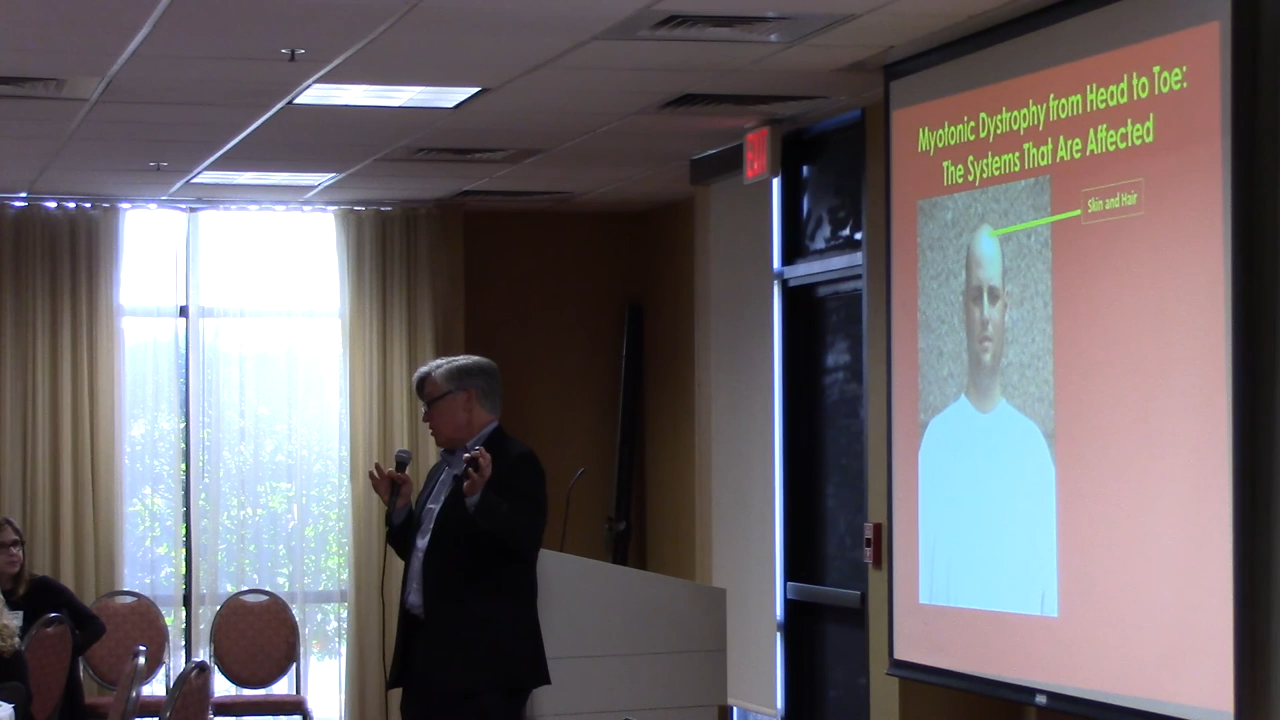 Myotonic Dystrophy from Head to Toe:
The Systems That Are Affected
Skin and Hair
EXIT